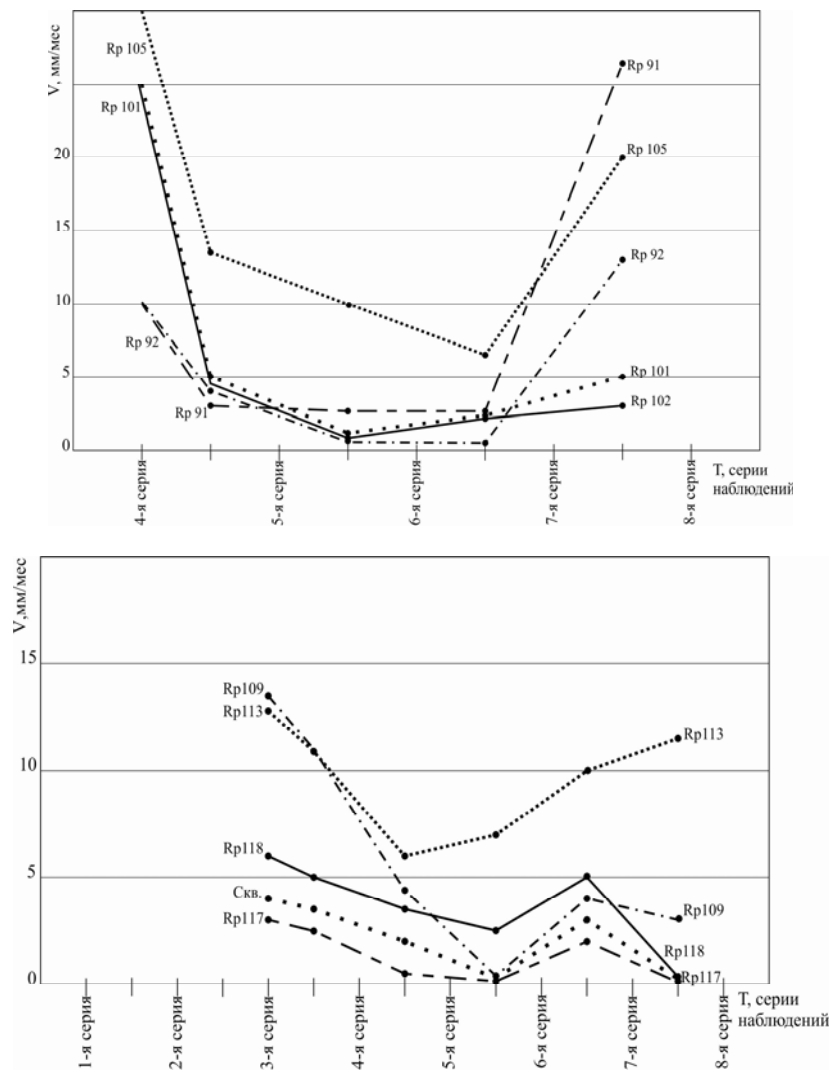 V, мм/мес
Rp 105
Rp 101
Rp 92
Rp 91
Rp 91
Rp 105
Rp 92
Rp 101
Rp 102
20
15
10
5
0
4-я серия
5-я серия
6-я серия
7-я серия
8-я серия
Т, серии
наблюдений
V,мм/мес
15
10
5
0
Rp109
Rp113
Rp118
Скв.
Rp117
Rp113
Rp109
Rp118
Rp117
1-я серия
2-я серия
3-я серия
4-я серия
5-я серия
6-я серия
7-я серия
8-я серия
Т, серии
наблюдений